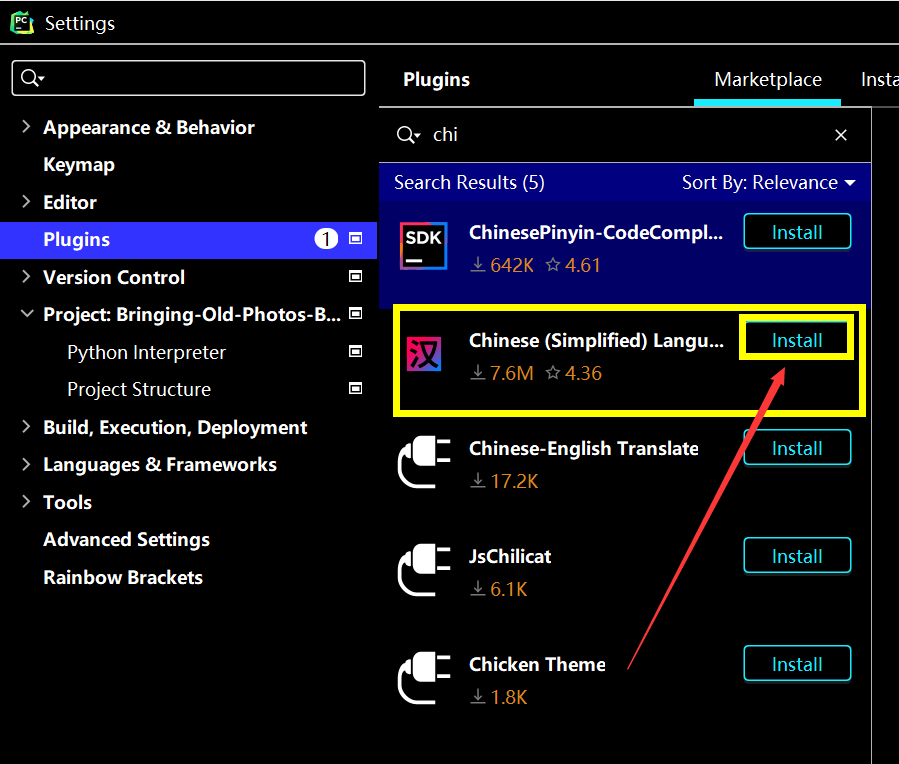 PC
Settings
Plugins
Marketplace
Insta
Appearance & Behavior
Keymap
Editor
Plugins
1
Version Control
Project: Bringing-Old-Photos-B...
Python Interpreter
Project Structure
Build, Execution, Deployment
Languages & Frameworks
Tools
Advanced Settings
Rainbow Brackets
chi
Search Results (5)
Sort By: Relevance
SDK
ChinesePinyin-CodeCompl...
Install
642K
4.61
汉
Chinese (Simplified) Langu...
Install
7.6M
4.36
Chinese-English Translate
Install
17.2K
JsChilicat
Install
6.1K
Chicken Theme
Install
1.8K